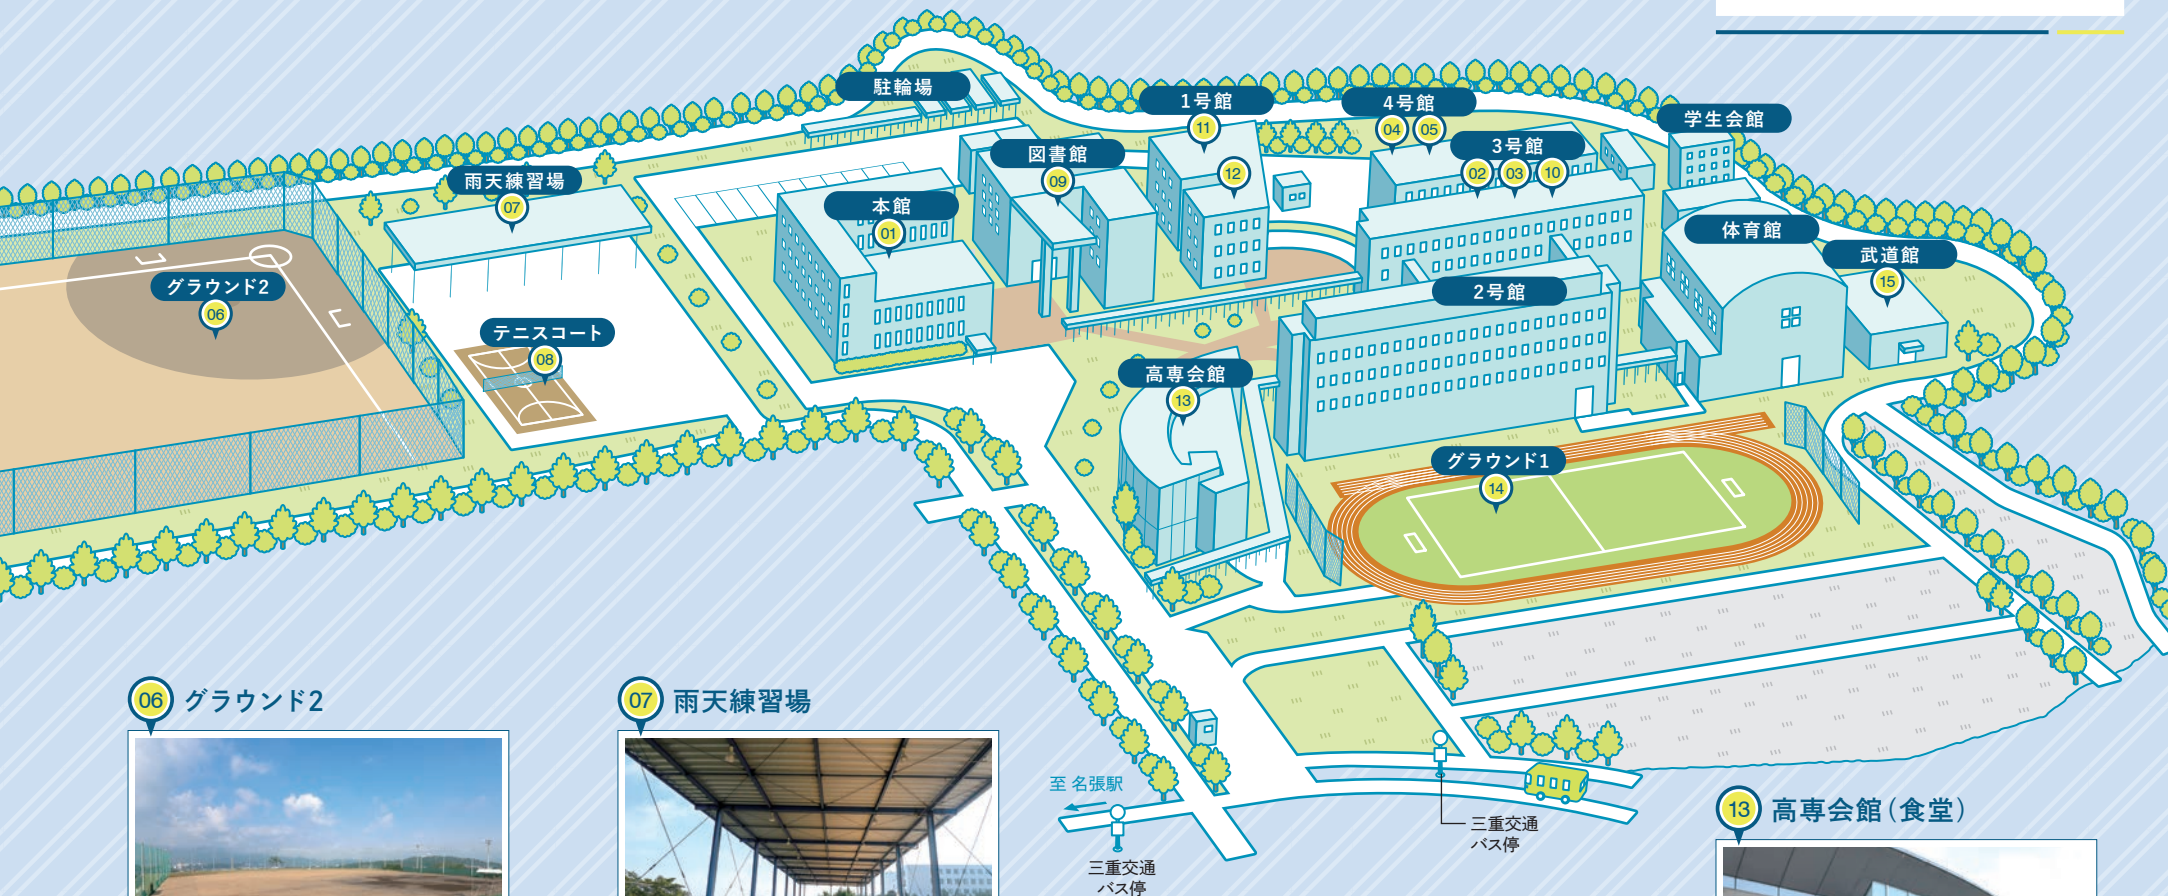 駐輪場
1号館
11
12
4号館
04
05
3号館
02
03
10
学生会館
図書館
09
雨天練習場
07
本館
01
体育館
武道館
15
グラウンド2
06
2号館
テニスコート
08
高専会館
13
グラウンド1
14
06 グラウンド2
07 雨天練習場
至 名張駅
三重交通
バス停
三重交通
バス停
13 高専会館(食堂)